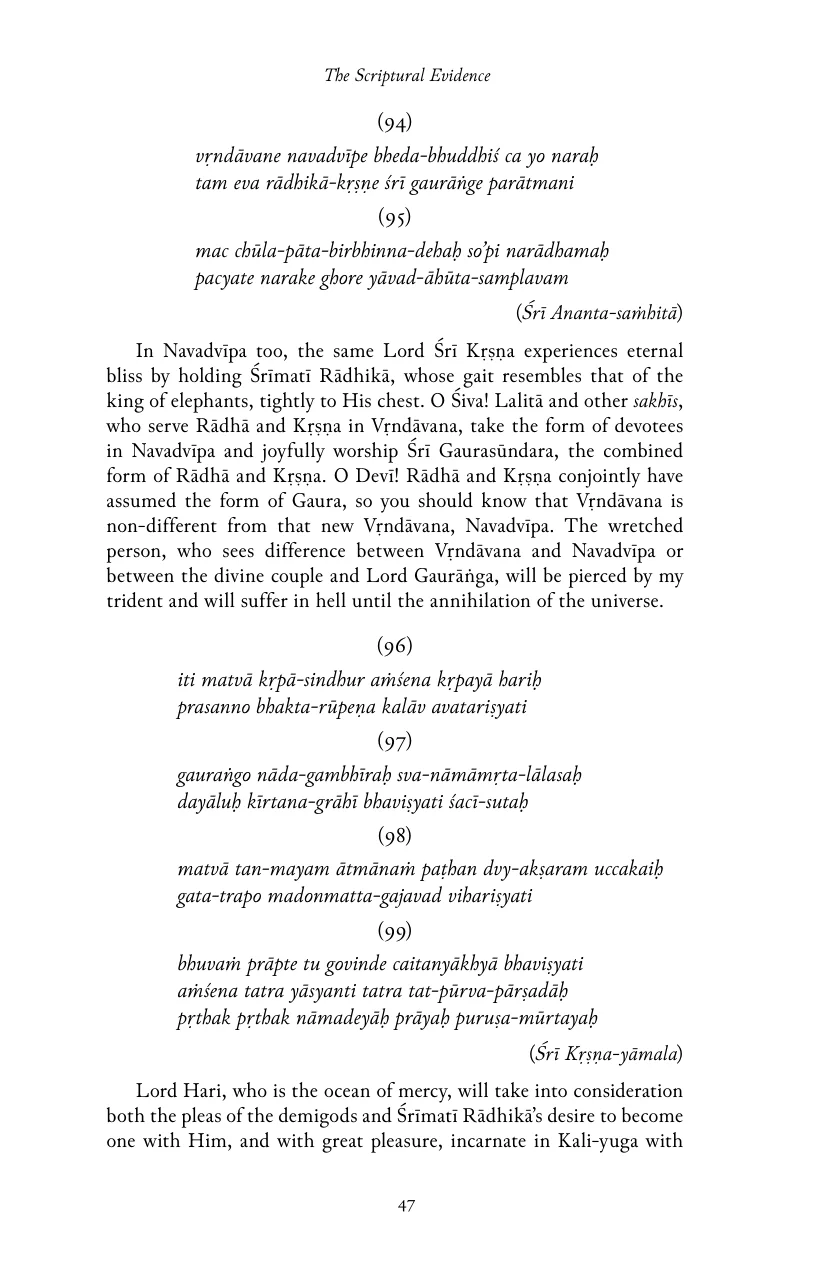 The Scriptural Evidence
(94)
vṛndāvane navadvīpe bheda-bhuddhiś ca yo naraḥ
tam eva rādhikā-kṛṣṇe śrī gaurāṅge parātmani
(95)
mac chūla-pāta-birbhinna-dehaḥ so'pi narādhamaḥ
pacyate narake ghore yāvad-āhūta-samplavam
(Śrī Ananta-saṁhitā)
In Navadvīpa too, the same Lord Śrī Kṛṣṇa experiences eternal
bliss by holding Śrīmatī Rādhikā, whose gait resembles that of the
king of elephants, tightly to His chest. O Śiva! Lalitā and other sakhīs,
who serve Rādhā and Kṛṣṇa in Vṛndāvana, take the form of devotees
in Navadvīpa and joyfully worship Śrī Gaurasūndara, the combined
form of Rādhā and Kṛṣṇa. O Devī! Rādhā and Kṛṣṇa conjointly have
assumed the form of Gaura, so you should know that Vṛndāvana is
non-different from that new Vṛndāvana, Navadvīpa. The wretched
person, who sees difference between Vṛndāvana and Navadvīpa or
between the divine couple and Lord Gaurāṅga, will be pierced by my
trident and will suffer in hell until the annihilation of the universe.
(96)
iti matvā kṛpā-sindhur aṁśena kṛpayā hariḥ
prasanno bhakta-rūpeṇa kalāv avatariṣyati
(97)
gauraṅgo nāda-gambhīraḥ sva-nāmāmṛta-lālasaḥ
dayāluḥ kīrtana-grāhī bhaviṣyati śacī-sutaḥ
(98)
matvā tan-mayam ātmānaṁ paṭhan dvy-akṣaram uccakaiḥ
gata-trapo madonmatta-gajavad vihariṣyati
(99)
bhuvaṁ prāpte tu govinde caitanyākhyā bhaviṣyati
aṁśena tatra yāsyanti tatra tat-pūrva-pārṣadāḥ
pṛthak pṛthak nāmadeyāḥ prāyaḥ puruṣa-mūrtayaḥ
(Śrī Kṛṣṇa-yāmala)
Lord Hari, who is the ocean of mercy, will take into consideration
both the pleas of the demigods and Śrīmatī Rādhikā's desire to become
one with Him, and with great pleasure, incarnate in Kali-yuga with
47